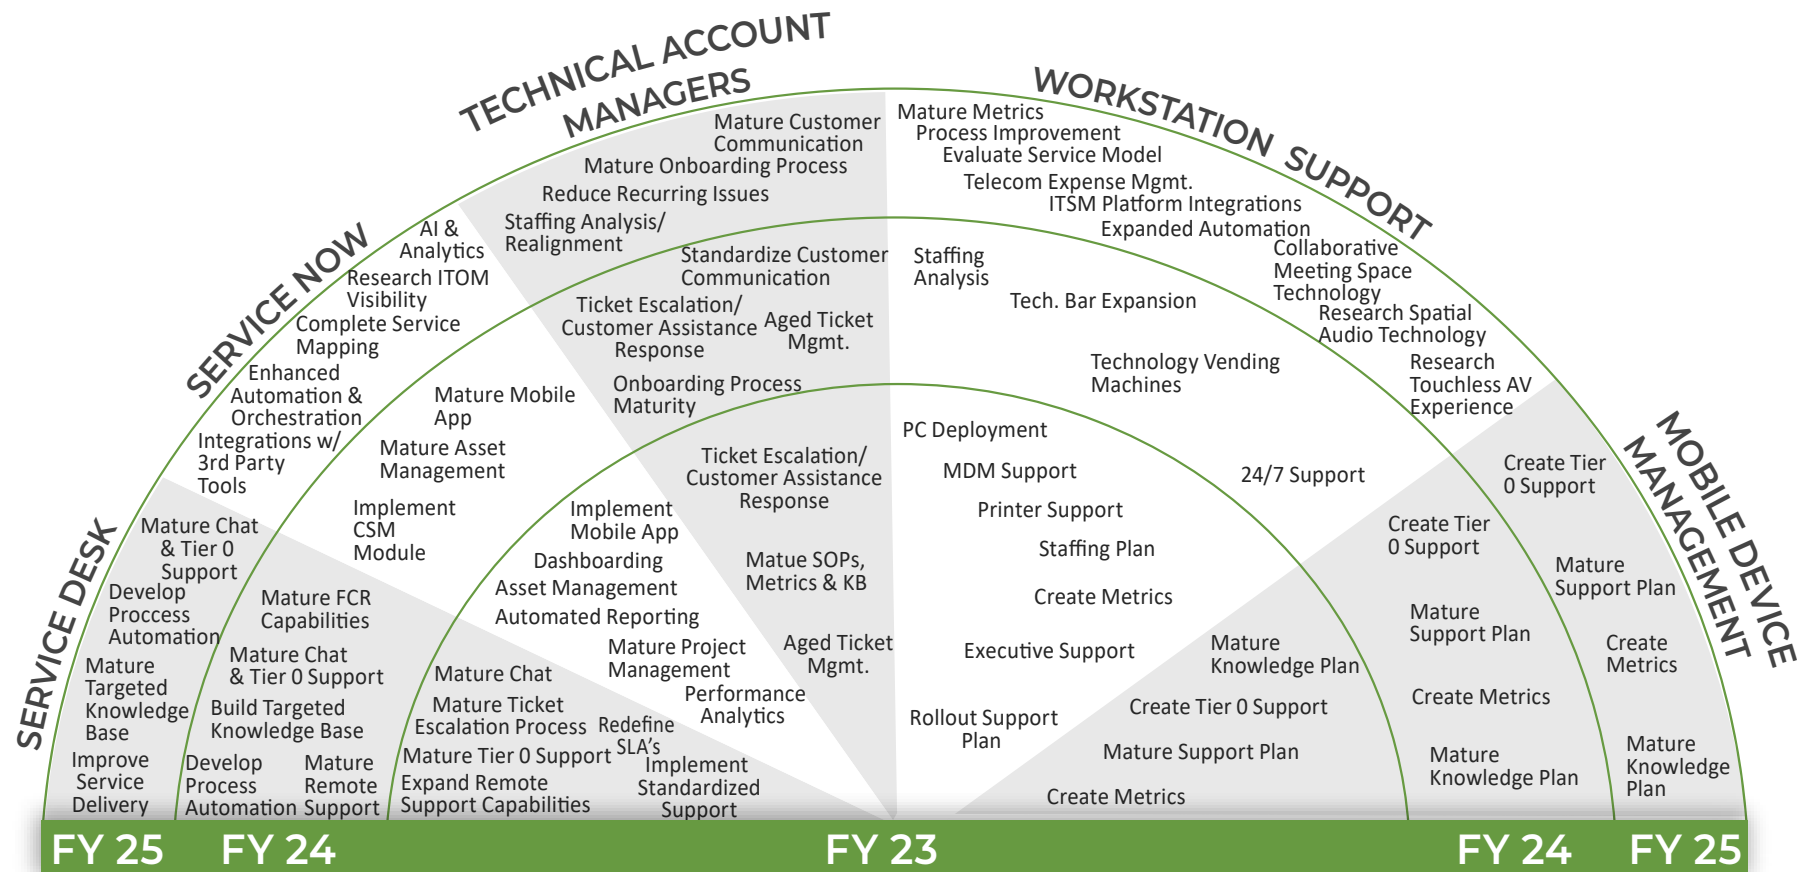 TECHNICAL ACCOUNT
MANAGERS
WORKSTATION SUPPORT
SERVICE NOW
SERVICE DESK
MOBILE DEVICE
MANAGEMENT
Mature Customer
Communication
Mature Onboarding Process
Reduce Recurring Issues
Staffing Analysis/
Realignment
Standardize Customer
Communication
Ticket Escalation/
Customer Assistance
Response
Aged Ticket
Mgmt.
Onboarding Process
Maturity
Ticket Escalation/
Customer Assistance
Response
Matue SOPs,
Metrics & KB
Aged Ticket
Mgmt.
Mature Metrics
Process Improvement
Evaluate Service Model
Telecom Expense Mgmt.
ITSM Platform Integrations
Expanded Automation
Collaborative
Meeting Space
Technology
Research Spatial
Audio Technology
Research
Touchless AV
Experience
Staffing
Analysis
Tech. Bar Expansion
Technology Vending
Machines
24/7 Support
PC Deployment
MDM Support
Printer Support
Staffing Plan
Create Metrics
Executive Support
Rollout Support
Plan
AI &
Analytics
Research ITOM
Visibility
Complete Service
Mapping
Enhanced
Automation &
Orchestration
Integrations w/
3rd Party
Tools
Mature Mobile
App
Mature Asset
Management
Implement
CSM
Module
Implement
Mobile App
Dashboarding
Asset Management
Automated Reporting
Mature Project
Management
Performance
Analytics
Mature Chat
& Tier 0
Support
Develop
Proccess
Automation
Mature
Targeted
Knowledge
Base
Improve
Service
Delivery
Mature FCR
Capabilities
Mature Chat
& Tier 0 Support
Build Targeted
Knowledge Base
Develop
Process
Automation
Mature
Remote
Support
Mature Chat
Mature Ticket
Escalation Process
Redefine
SLA's
Mature Tier 0 Support
Expand Remote
Support Capabilities
Implement
Standardized
Support
Mature
Knowledge Plan
Create Tier 0 Support
Mature Support Plan
Create Metrics
Create Tier
0 Support
Mature
Support Plan
Create Metrics
Mature
Knowledge Plan
Create Tier
0 Support
Mature
Support Plan
Create
Metrics
Mature
Knowledge
Plan
FY 25 FY 24 FY 23 FY 24 FY 25